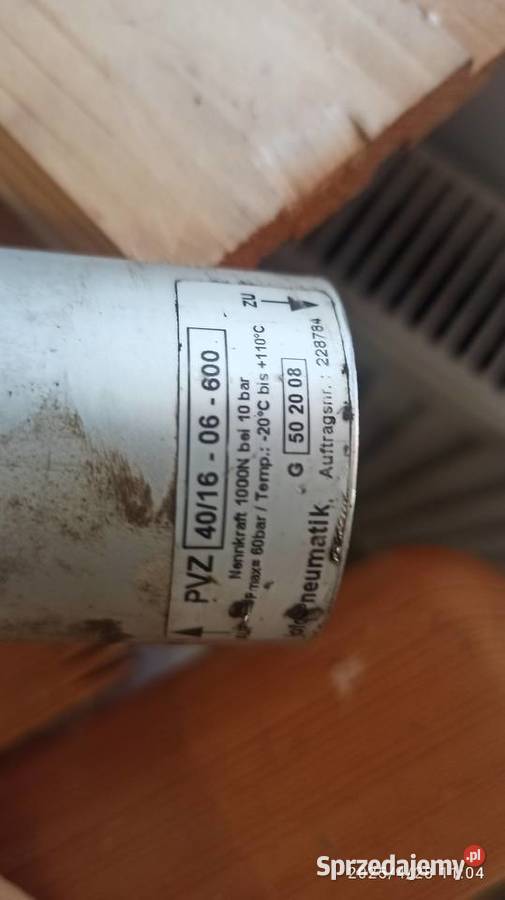 PVZ 40/16 - 06 - 600
Nennkraft 1000N bei 10 bar
Pmax= 60bar / Temp.: -20°C bis +110°C
G 50 20 08
neumatik, Auftragsnr.: 228784
ZU
Sprzedajemy.pl